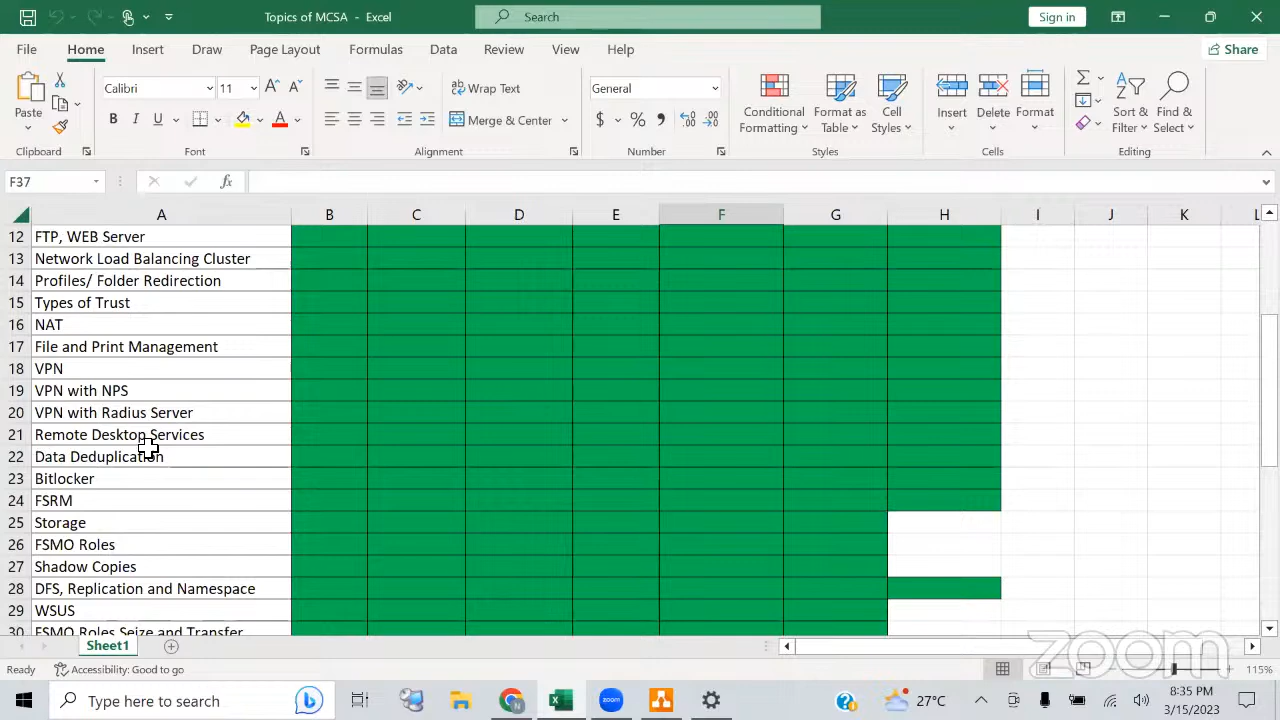 Topics of MCSA - Excel
Search
Sign in
File Home Insert Draw Page Layout Formulas Data Review View Help
Share
Paste
Calibri 11
Wrap Text
Merge & Center
General
Conditional Formatting
Format as Table
Cell Styles
Insert Delete Format
Sort & Filter
Find & Select
Clipboard Font Alignment Number Styles Cells Editing
F37
fx
A B C D E F G H I J K L
12 FTP, WEB Server
13 Network Load Balancing Cluster
14 Profiles/ Folder Redirection
15 Types of Trust
16 NAT
17 File and Print Management
18 VPN
19 VPN with NPS
20 VPN with Radius Server
21 Remote Desktop Services
22 Data Deduplication
23 Bitlocker
24 FSRM
25 Storage
26 FSMO Roles
27 Shadow Copies
28 DFS, Replication and Namespace
29 WSUS
30 FSMO Roles Seize and Transfer
Sheet1
Ready Accessibility: Good to go
115%
zoom
Type here to search
zoom
27°C
8:35 PM
3/15/2023